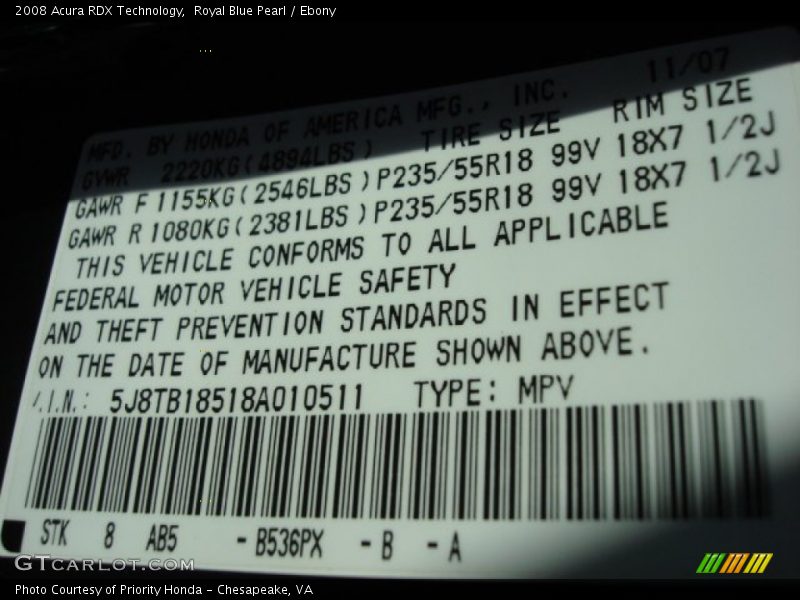 2008 Acura RDX Technology,  Royal Blue Pearl / Ebony
11/07
MFD. BY HONDA OF AMERICA MFG., INC.
GVWR 2220KG(4894LBS) TIRE SIZE RIM SIZE
GAWR F 1155KG(2546LBS)P235/55R18 99V 18X7 1/2J
GAWR R 1080KG(2381LBS)P235/55R18 99V 18X7 1/2J
THIS VEHICLE CONFORMS TO ALL APPLICABLE
FEDERAL MOTOR VEHICLE SAFETY
AND THEFT PREVENTION STANDARDS IN EFFECT
ON THE DATE OF MANUFACTURE SHOWN ABOVE.
V.I.N.: 5J8TB18518A010511 TYPE: MPV
STK 8 AB5 - B536PX - B - A
GTCARLOT.COM
Photo Courtesy of Priority Honda - Chesapeake, VA